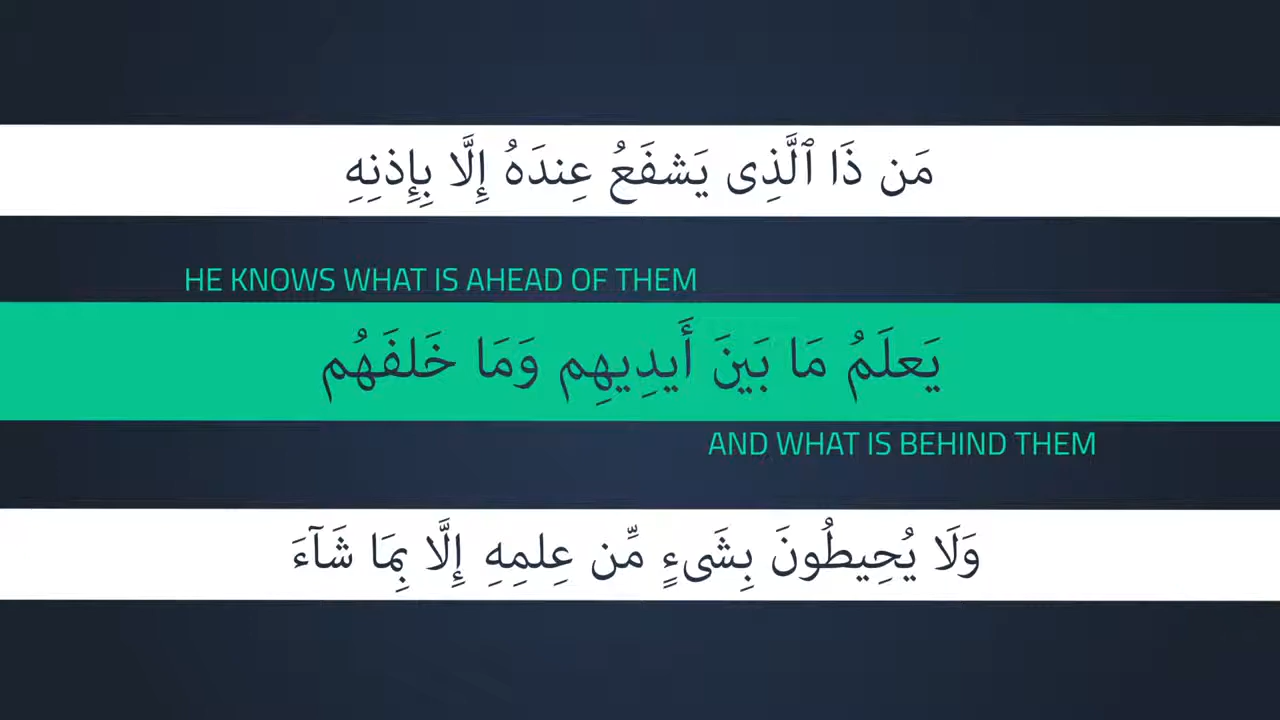 مَن ذَا ٱلَّذِى يَشفَعُ عِندَهُ إِلَّا بِإِذنِهِ
HE KNOWS WHAT IS AHEAD OF THEM
يَعلَمُ مَا بَينَ أَيدِيهِم وَمَا خَلفَهُم
AND WHAT IS BEHIND THEM
وَلَا يُحِيطُونَ بِشَىءٍ مِّن عِلمِهِ إِلَّا بِمَا شَآءَ